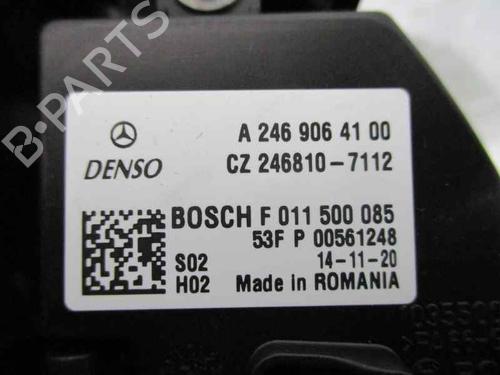 B-PARTS
A 246 906 41 00
DENSO
CZ 246810-7112
BOSCH F 011 500 085
53F P 00561248
S02
14-11-20
H02
Made in ROMANIA